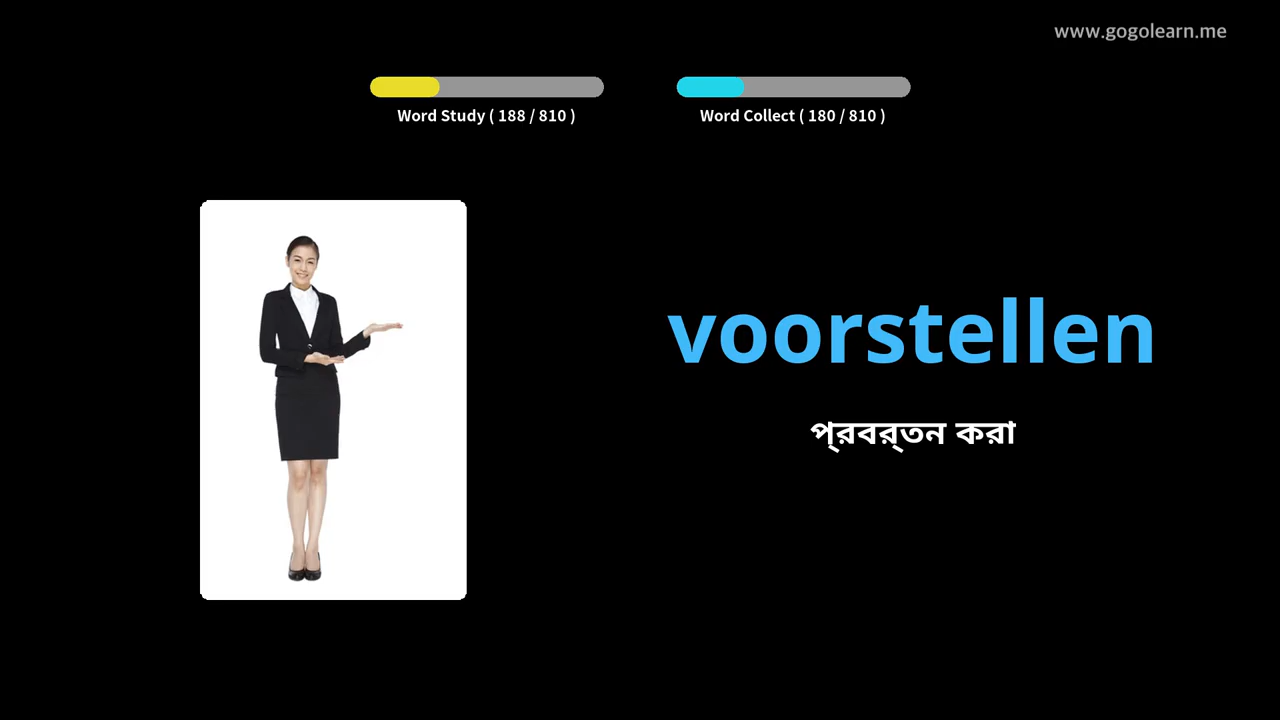 www.gogolearn.me
Word Study ( 188 / 810 )
Word Collect ( 180 / 810 )
voorstellen
প্রবর্তন করা